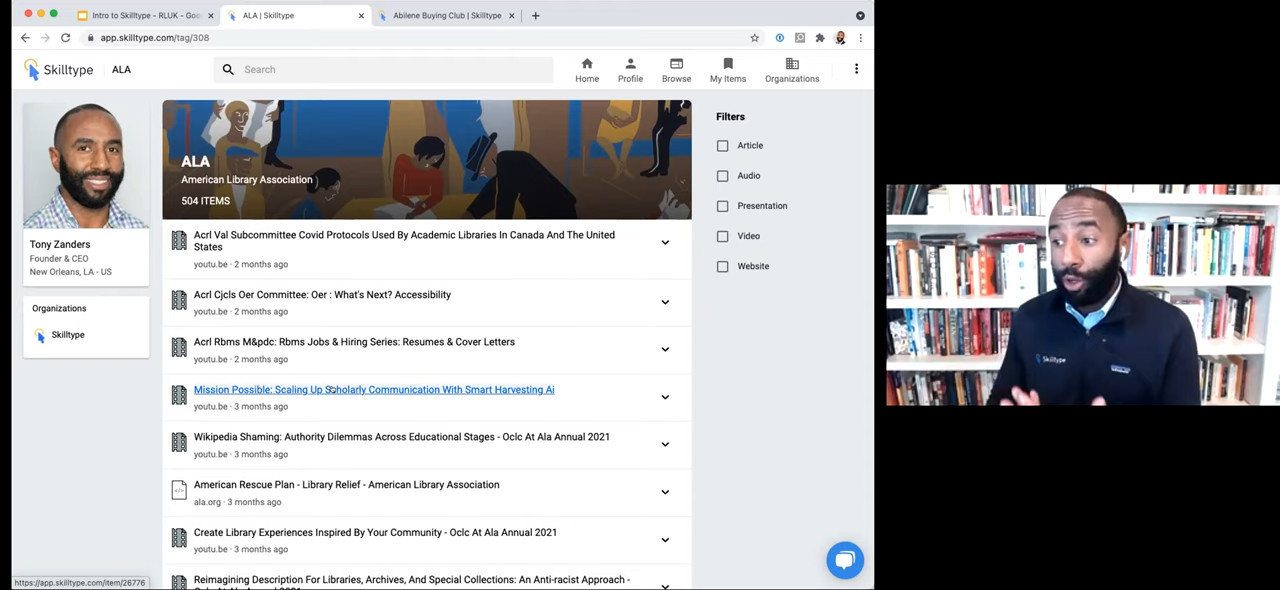 Intro to Skilltype - RLUK - Goo
ALA | Skilltype
Abilene Buying Club | Skilltype
app.skilltype.com/tag/308
Skilltype
ALA
Search
Home
Profile
Browse
My Items
Organizations
Tony Zanders
Founder & CEO
New Orleans, LA - US
Organizations
Skilltype
ALA
American Library Association
504 ITEMS
Acrl Val Subcommittee Covid Protocols Used By Academic Libraries In Canada And The United
States
youtu.be · 2 months ago
Acrl Cjcls Oer Committee: Oer : What's Next? Accessibility
youtu.be · 2 months ago
Acrl Rbms M&pdc: Rbms Jobs & Hiring Series: Resumes & Cover Letters
youtu.be · 2 months ago
Mission Possible: Scaling Up Scholarly Communication With Smart Harvesting Ai
youtu.be · 3 months ago
Wikipedia Shaming: Authority Dilemmas Across Educational Stages - Oclc At Ala Annual 2021
youtu.be · 3 months ago
American Rescue Plan - Library Relief - American Library Association
ala.org · 3 months ago
Create Library Experiences Inspired By Your Community - Oclc At Ala Annual 2021
youtu.be · 3 months ago
Reimagining Description For Libraries, Archives, And Special Collections: An Anti-racist Approach -
Filters
Article
Audio
Presentation
Video
Website
https://app.skilltype.com/item/26776
Skilltype